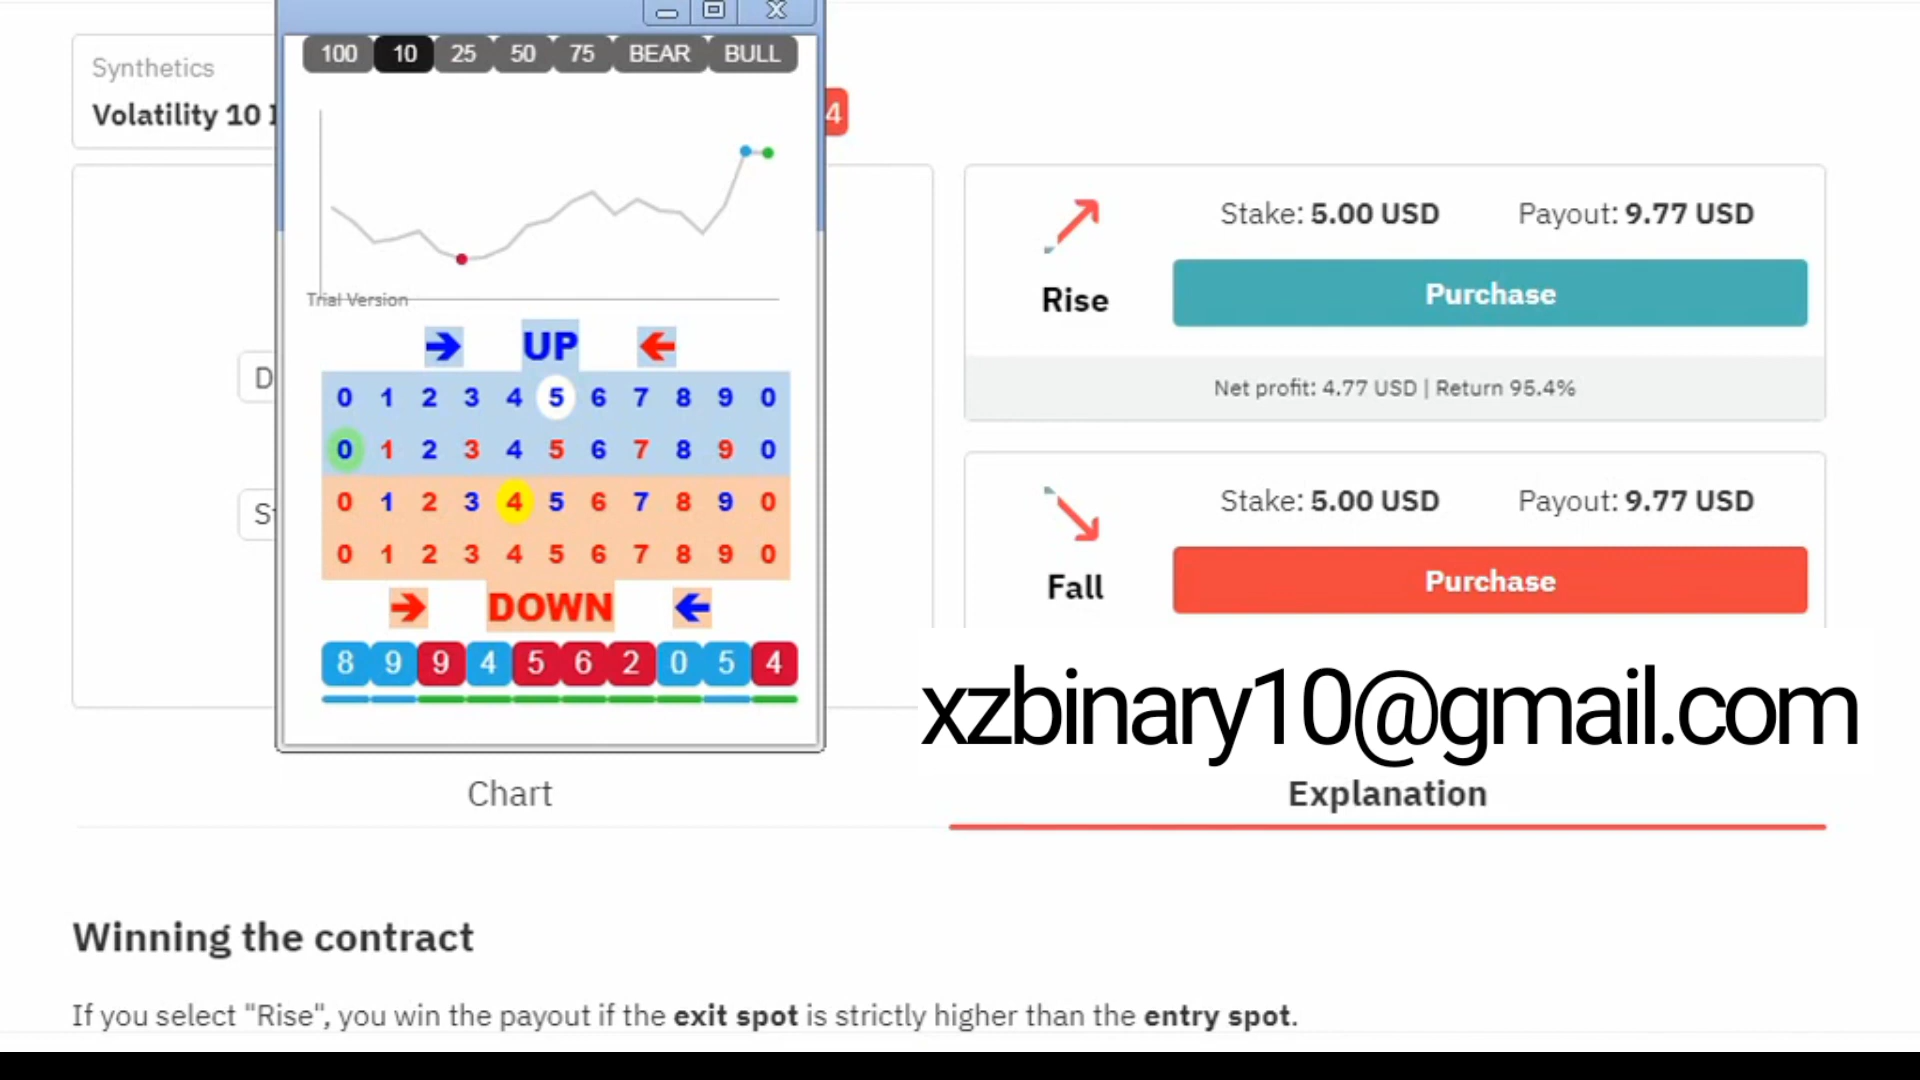 100 10 25 50 75 BEAR BULL
Synthetics
Volatility 10
4
Trial Version
UP
0 1 2 3 4 5 6 7 8 9 0
0 1 2 3 4 5 6 7 8 9 0
0 1 2 3 4 5 6 7 8 9 0
0 1 2 3 4 5 6 7 8 9 0
DOWN
8 9 9 4 5 6 2 0 5 4
D
S
Stake: 5.00 USD Payout: 9.77 USD
Rise
Purchase
Net profit: 4.77 USD | Return 95.4%
Stake: 5.00 USD Payout: 9.77 USD
Fall
Purchase
xzbinary10@gmail.com
Chart
Explanation
Winning the contract
If you select "Rise", you win the payout if the exit spot is strictly higher than the entry spot.